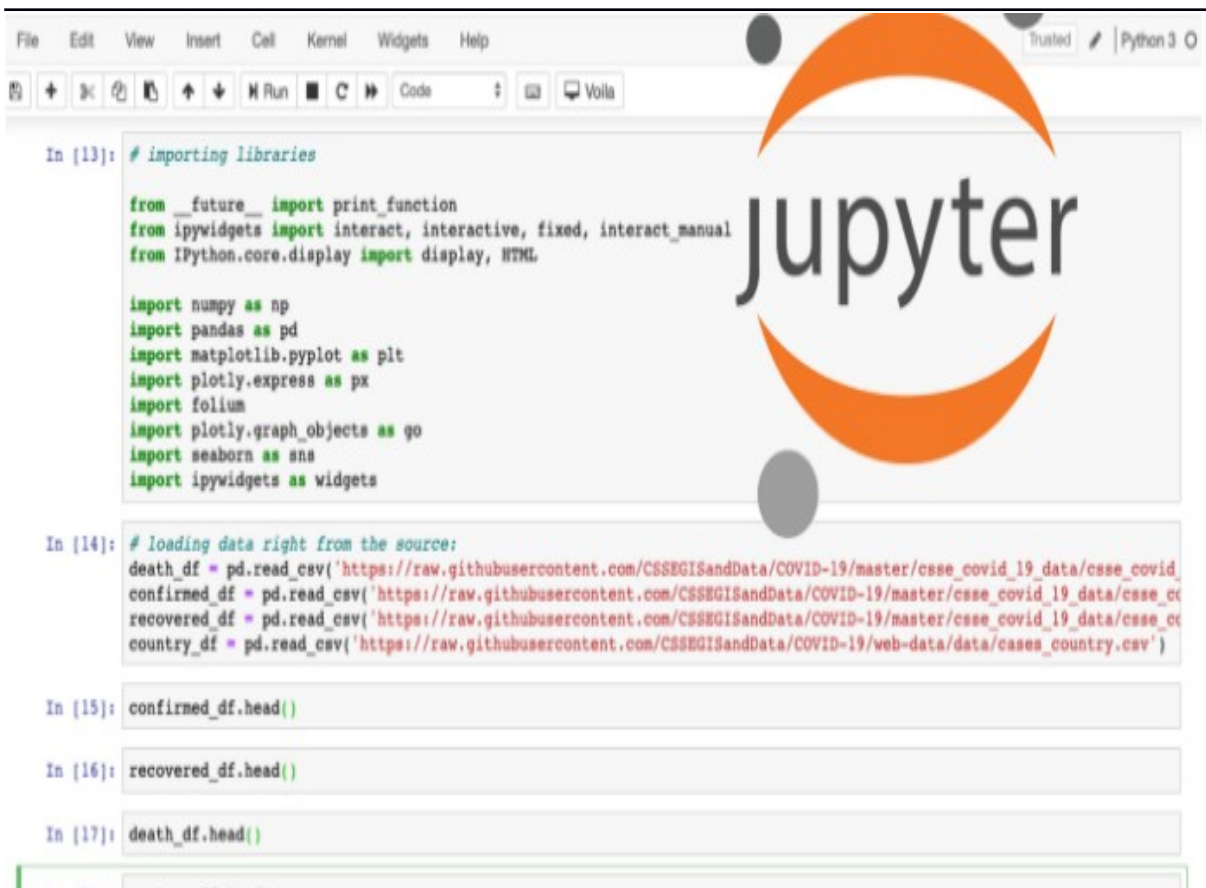 File Edit View Insert Cell Kernel Widgets Help
Trusted Python 3
Run Code Voila
jupyter
In [13]: # importing libraries
from __future__ import print_function
from ipywidgets import interact, interactive, fixed, interact_manual
from IPython.core.display import display, HTML
import numpy as np
import pandas as pd
import matplotlib.pyplot as plt
import plotly.express as px
import folium
import plotly.graph_objects as go
import seaborn as sns
import ipywidgets as widgets
In [14]: # loading data right from the source:
death_df = pd.read_csv('https://raw.githubusercontent.com/CSSEGISandData/COVID-19/master/csse_covid_19_data/csse_covid_
confirmed_df = pd.read_csv('https://raw.githubusercontent.com/CSSEGISandData/COVID-19/master/csse_covid_19_data/csse_co
recovered_df = pd.read_csv('https://raw.githubusercontent.com/CSSEGISandData/COVID-19/master/csse_covid_19_data/csse_co
country_df = pd.read_csv('https://raw.githubusercontent.com/CSSEGISandData/COVID-19/web-data/data/cases_country.csv')
In [15]: confirmed_df.head()
In [16]: recovered_df.head()
In [17]: death_df.head()